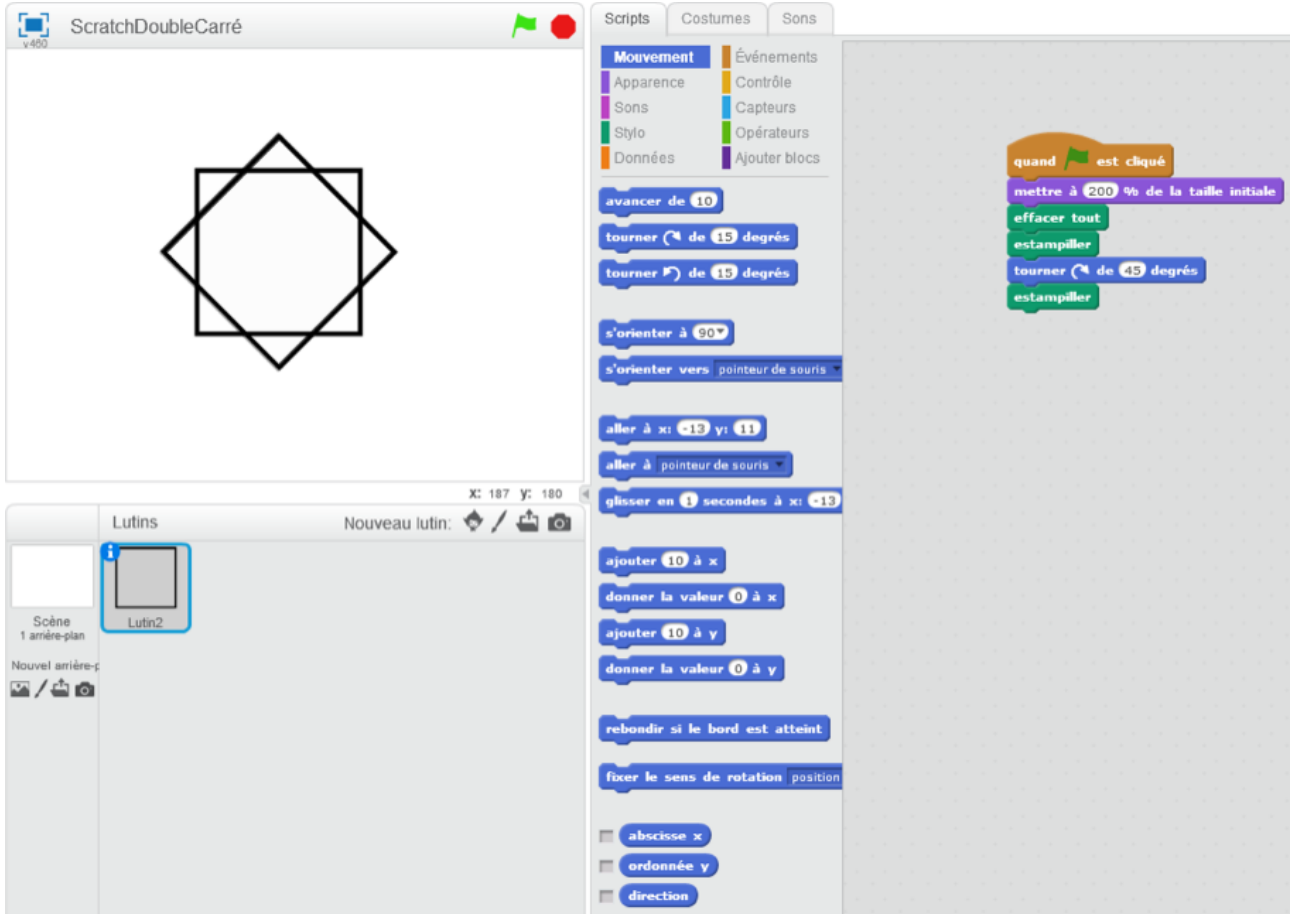 ScratchDoubleCarré
v460
X: 187 Y: 180
Lutins
Nouveau lutin:
Scène
1 arrière-plan
Nouvel arrière-p
Lutin2
Scripts
Costumes
Sons
Mouvement
Événements
Apparence
Contrôle
Sons
Capteurs
Stylo
Opérateurs
Données
Ajouter blocs
avancer de 10
tourner de 15 degrés
tourner de 15 degrés
s'orienter à 90
s'orienter vers pointeur de souris
aller à x: -13 y: 11
aller à pointeur de souris
glisser en 1 secondes à x: -13
ajouter 10 à x
donner la valeur 0 à x
ajouter 10 à y
donner la valeur 0 à y
rebondir si le bord est atteint
fixer le sens de rotation position
abscisse x
ordonnée y
direction
quand est cliqué
mettre à 200 % de la taille initiale
effacer tout
estampiller
tourner de 45 degrés
estampiller